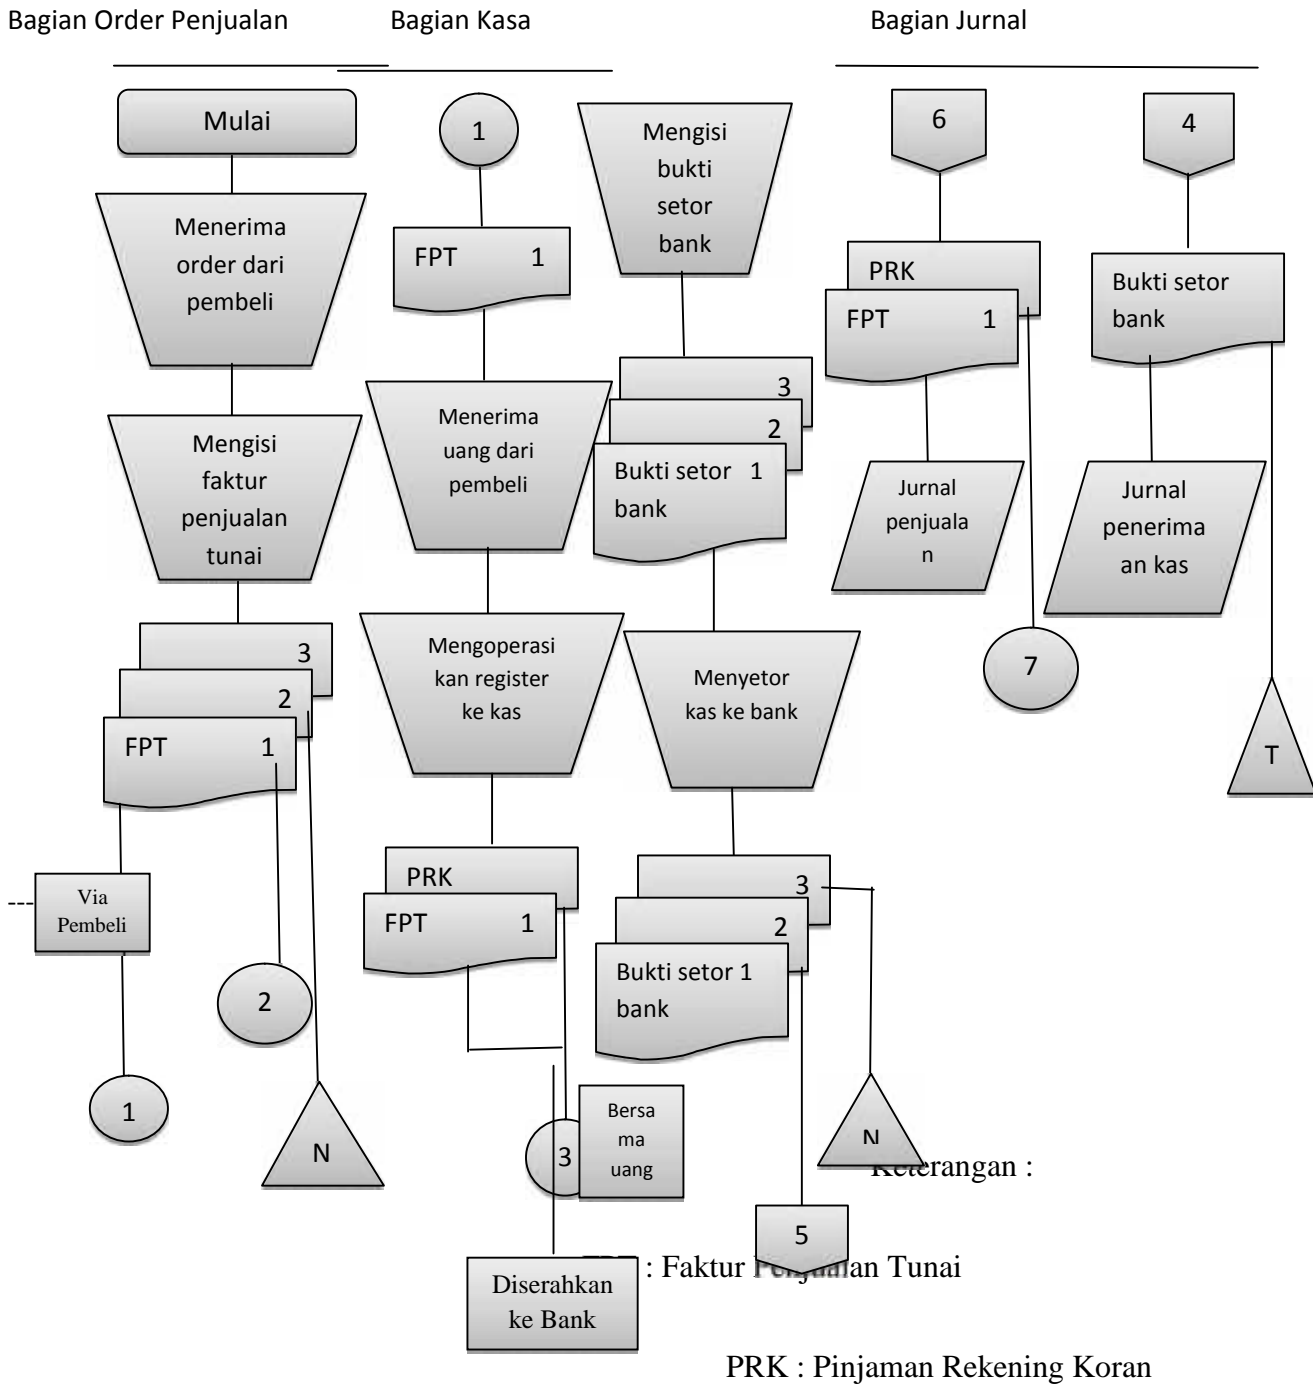 Bagian Order Penjualan
Mulai
Menerima
order dari
pembeli
Mengisi
faktur
penjualan
tunai
3
2
FPT 1
Via
Pembeli
2
1
N
Bagian Kasa
1
FPT 1
Menerima
uang dari
pembeli
Mengoperasi
kan register
ke kas
PRK
FPT 1
3
Bersa
ma
uang
Diserahkan
ke Bank
Mengisi
bukti
setor
bank
3
2
Bukti setor 1
bank
Menyetor
kas ke bank
3
2
Bukti setor 1
bank
N
5
Bagian Jurnal
6
PRK
FPT 1
Jurnal
penjuala
n
7
4
Bukti setor
bank
Jurnal
penerima
an kas
T
Keterangan :
: Faktur Penjualan Tunai
PRK : Pinjaman Rekening Koran